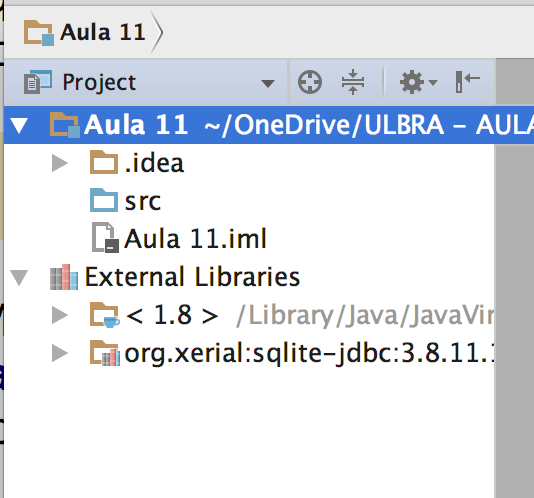 Aula 11
Project
Aula 11 ~/OneDrive/ULBRA – AULA
.idea
src
Aula 11.iml
External Libraries
< 1.8 > /Library/Java/JavaVir
org.xerial:sqlite-jdbc:3.8.11.